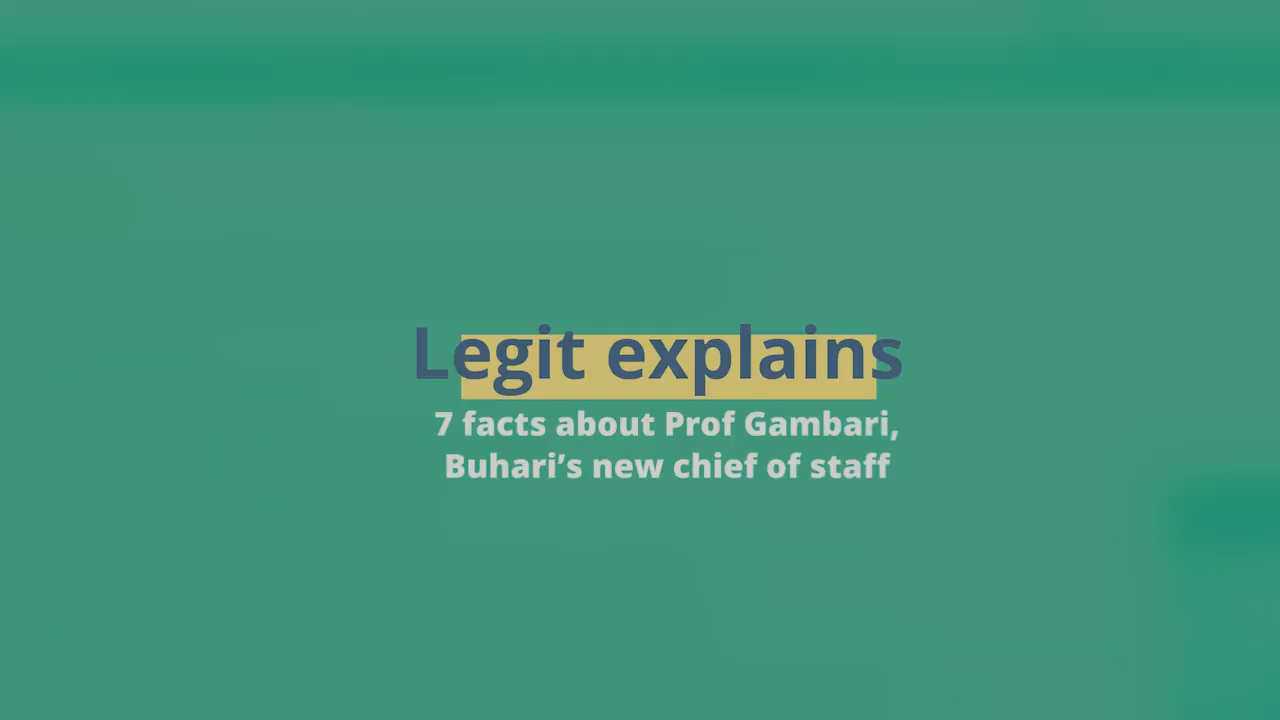 Legit explains
7 facts about Prof Gambari,
Buhari’s new chief of staff